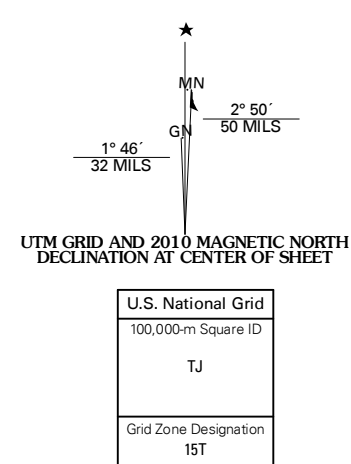 MN
GN
2° 50´
50 MILS
1° 46´
32 MILS
UTM GRID AND 2010 MAGNETIC NORTH
DECLINATION AT CENTER OF SHEET
U.S. National Grid
100,000-m Square ID
TJ
Grid Zone Designation
15T